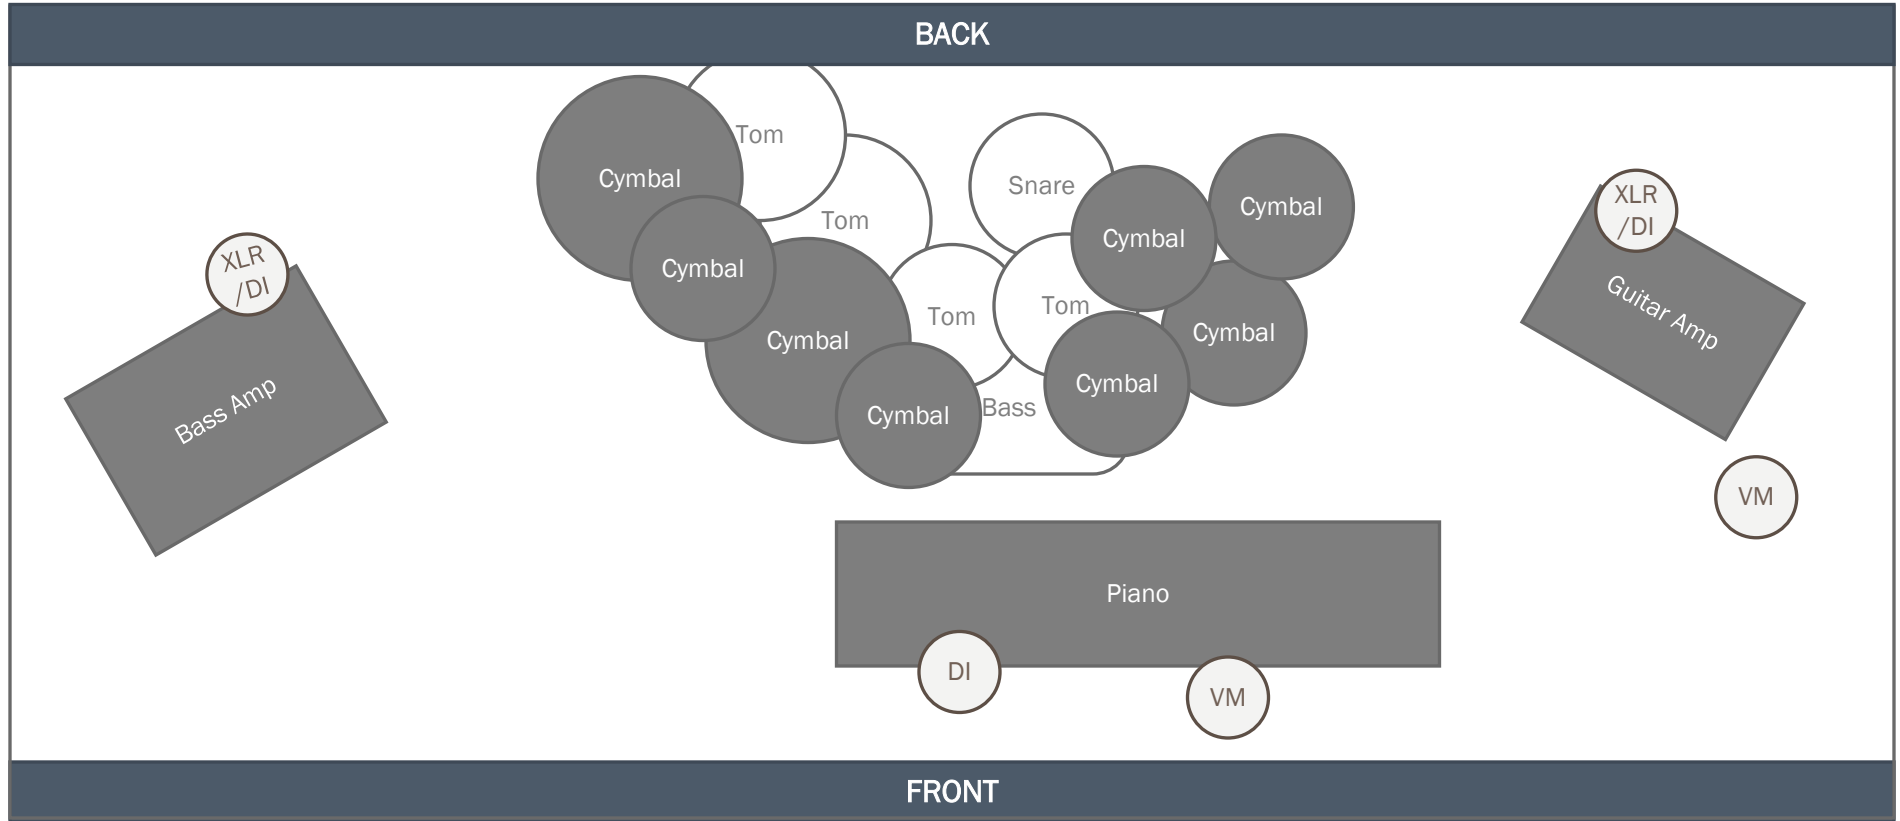 BACK
Tom
Cymbal
Snare
Cymbal
Tom
Cymbal
XLR
/DI
XLR
/DI
Cymbal
Tom
Tom
Cymbal
Cymbal
Guitar Amp
Bass Amp
Cymbal
Bass
Cymbal
VM
Piano
DI
VM
FRONT